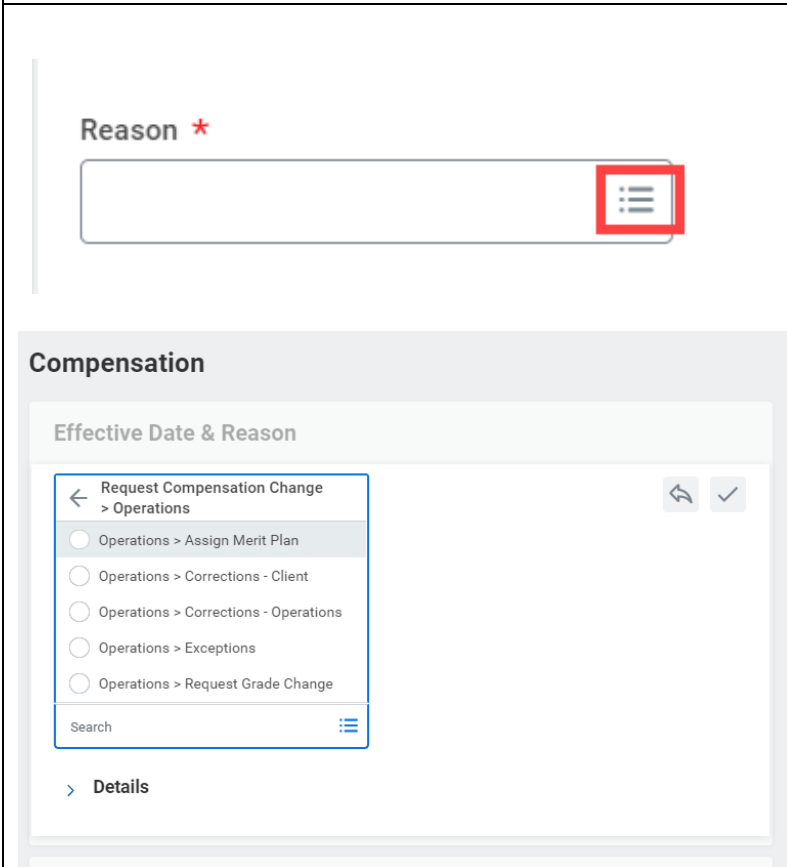 Reason *
Compensation
Effective Date & Reason
Request Compensation Change
> Operations
Operations > Assign Merit Plan
Operations > Corrections - Client
Operations > Corrections - Operations
Operations > Exceptions
Operations > Request Grade Change
Search
Details